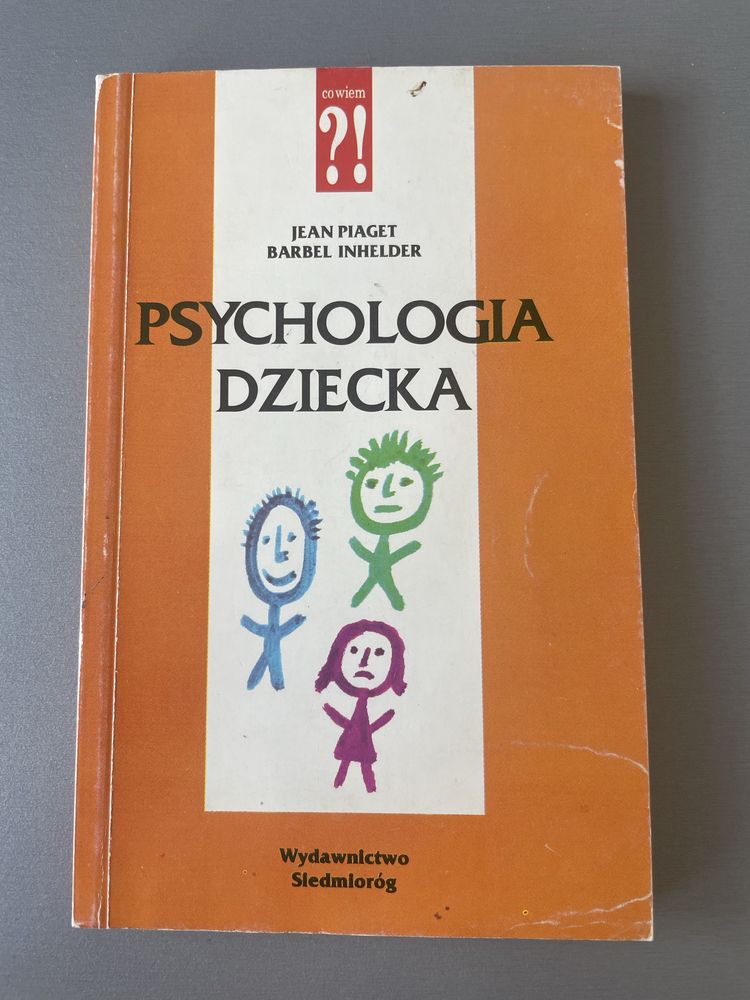 co wiem
?!
JEAN PIAGET
BARBEL INHELDER
PSYCHOLOGIA
DZIECKA
Wydawnictwo
Siedmioróg